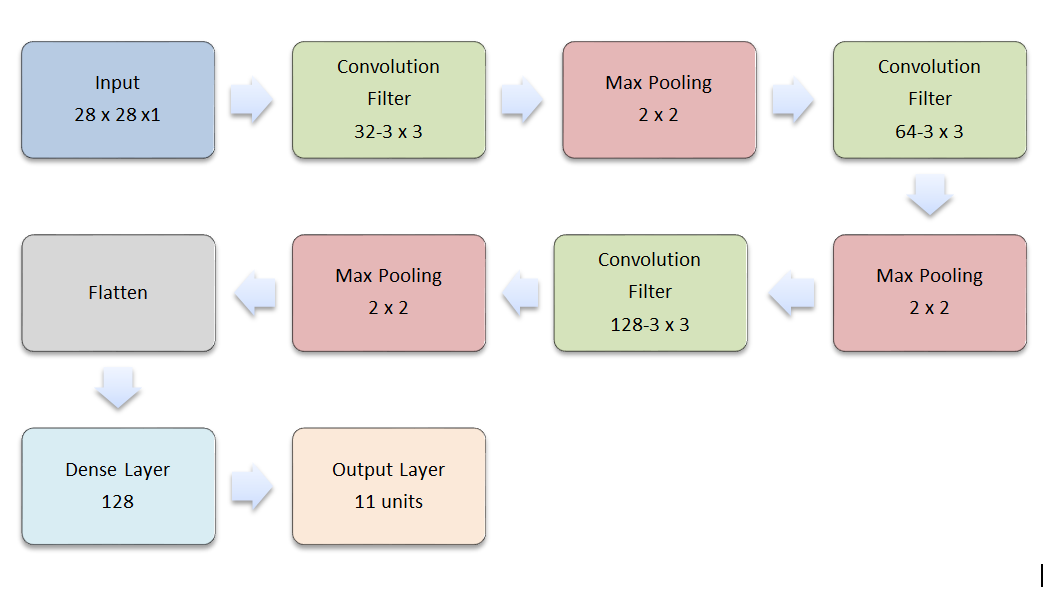 Input
28 x 28 x1
Convolution
Filter
32-3 x 3
Max Pooling
2 x 2
Convolution
Filter
64-3 x 3
Max Pooling
2 x 2
Convolution
Filter
128-3 x 3
Max Pooling
2 x 2
Flatten
Dense Layer
128
Output Layer
11 units